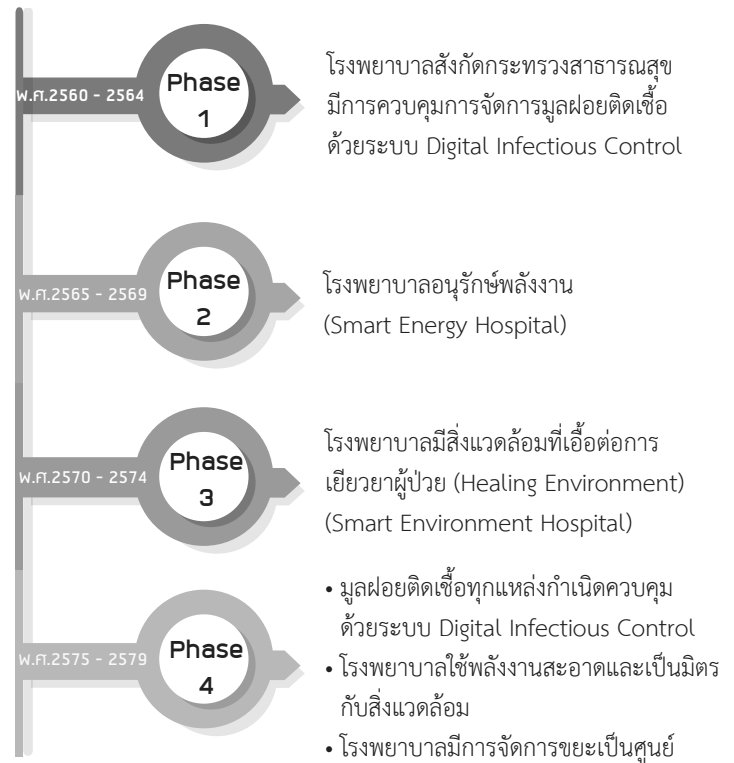 พ.ศ.2560 - 2564
Phase
1
โรงพยาบาลสังกัดกระทรวงสาธารณสุข
มีการควบคุมการจัดการมูลฝอยติดเชื้อ
ด้วยระบบ Digital Infectious Control
พ.ศ.2565 - 2569
Phase
2
โรงพยาบาลอนุรักษ์พลังงาน
(Smart Energy Hospital)
พ.ศ.2570 - 2574
Phase
3
โรงพยาบาลมีสิ่งแวดล้อมที่เอื้อต่อการ
เยียวยาผู้ป่วย (Healing Environment)
(Smart Environment Hospital)
พ.ศ.2575 - 2579
Phase
4
• มูลฝอยติดเชื้อทุกแหล่งกำเนิดควบคุม
ด้วยระบบ Digital Infectious Control
• โรงพยาบาลใช้พลังงานสะอาดและเป็นมิตร
กับสิ่งแวดล้อม
• โรงพยาบาลมีการจัดการขยะเป็นศูนย์